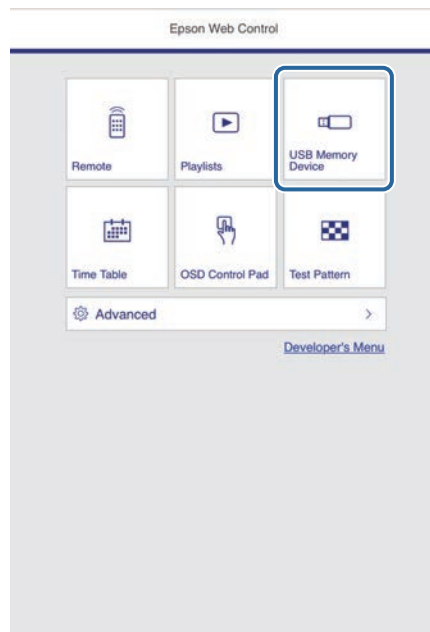 Epson Web Control
Remote
Playlists
USB Memory
Device
Time Table
OSD Control Pad
Test Pattern
Advanced
Developer's Menu